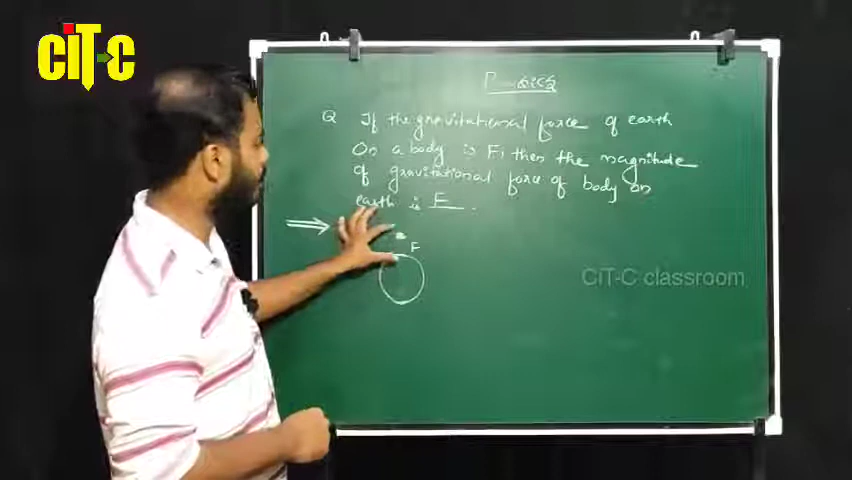 CiT-C
Physics
Q If the gravitational force of earth
On a body is F, then the magnitude
of gravitational force of body on
earth is F .
F
CiT-C classroom